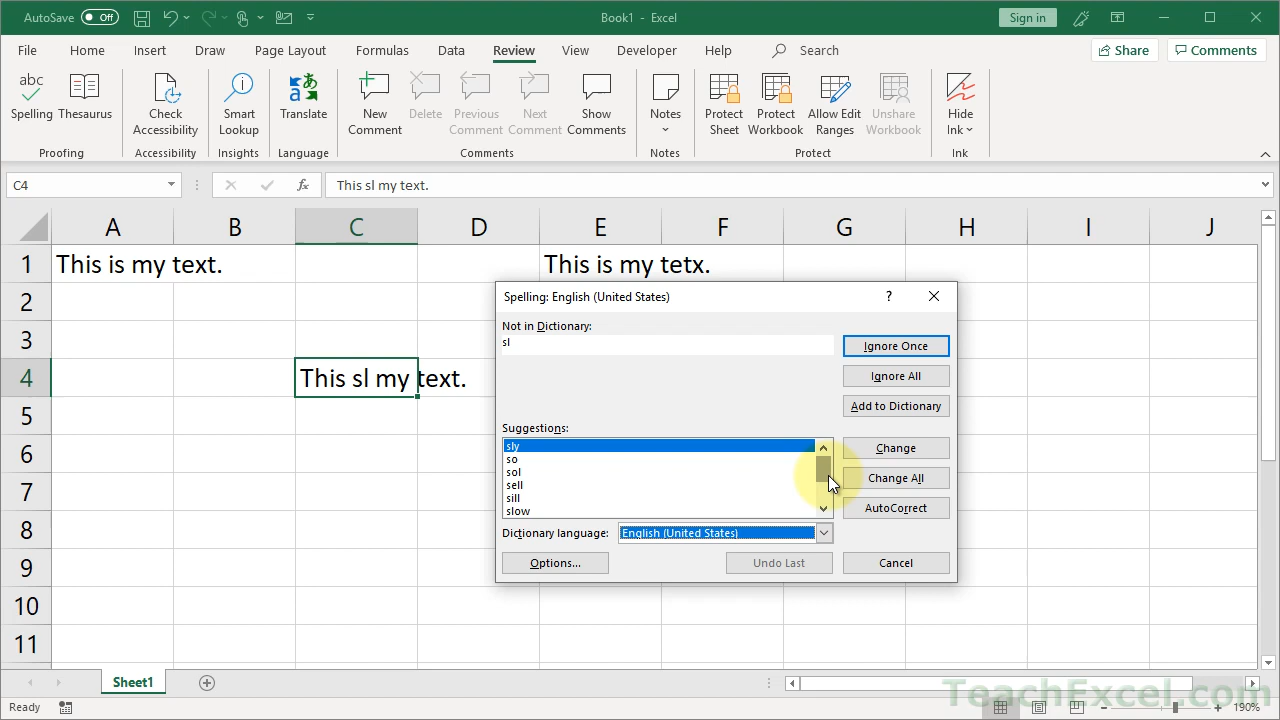 AutoSave Off Book1 - Excel Sign in
File Home Insert Draw Page Layout Formulas Data Review View Developer Help Search Share Comments
abc Spelling Thesaurus Check Accessibility Smart Lookup Translate New Comment Delete Previous Comment Next Comment Show Comments Notes Protect Sheet Protect Workbook Allow Edit Ranges Unshare Workbook Hide Ink
Proofing Accessibility Insights Language Comments Notes Protect Ink
C4 fx This sl my text.
A B C D E F G H I J
1 This is my text. This is my tetx.
2
3
4 This sl my text.
5
6
7
8
9
10
11
Spelling: English (United States) ?
Not in Dictionary:
sl
Ignore Once
Ignore All
Add to Dictionary
Suggestions:
sly
so
sol
sell
sill
slow
Change
Change All
AutoCorrect
Dictionary language: English (United States)
Options... Undo Last Cancel
Sheet1
TeachExcel.com
Ready 190%